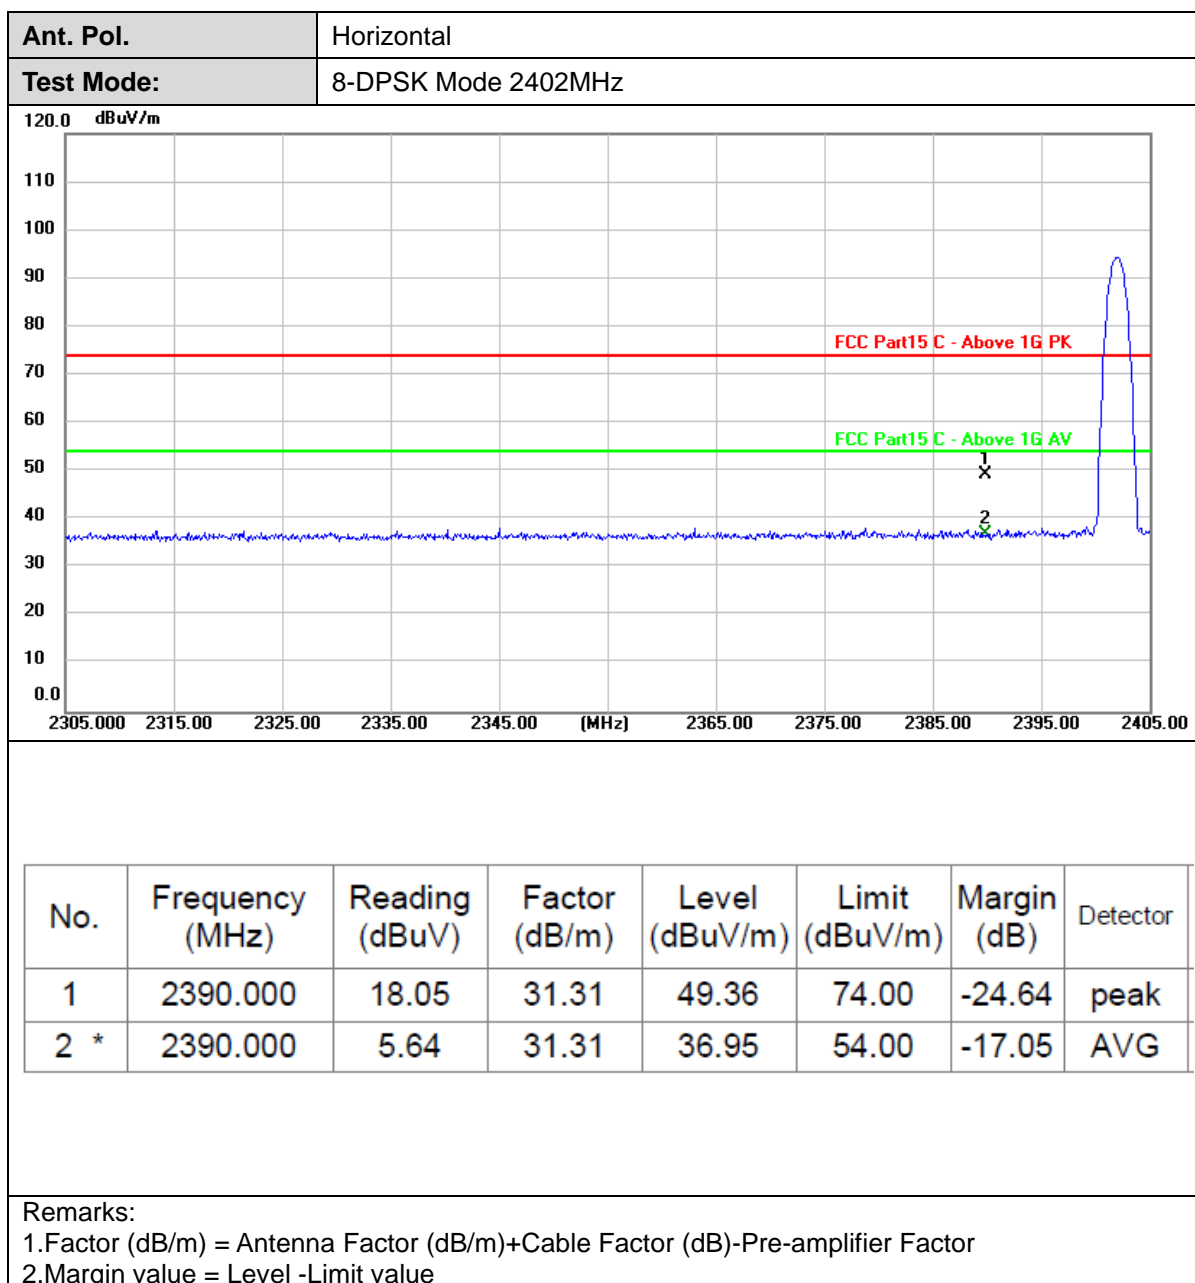 Ant. Pol. Horizontal
Test Mode: 8-DPSK Mode 2402MHz
120.0 dBuV/m
110
100
90
80
FCC Part15 C - Above 1G PK
70
60
FCC Part15 C - Above 1G AV
50
1
X
40
2
X
30
20
10
0.0
2305.000 2315.00 2325.00 2335.00 2345.00 (MHz) 2365.00 2375.00 2385.00 2395.00 2405.00
No. Frequency (MHz) Reading (dBuV) Factor (dB/m) Level (dBuV/m) Limit (dBuV/m) Margin (dB) Detector
1 2390.000 18.05 31.31 49.36 74.00 -24.64 peak
2 * 2390.000 5.64 31.31 36.95 54.00 -17.05 AVG
Remarks:
1.Factor (dB/m) = Antenna Factor (dB/m)+Cable Factor (dB)-Pre-amplifier Factor
2.Margin value = Level -Limit value